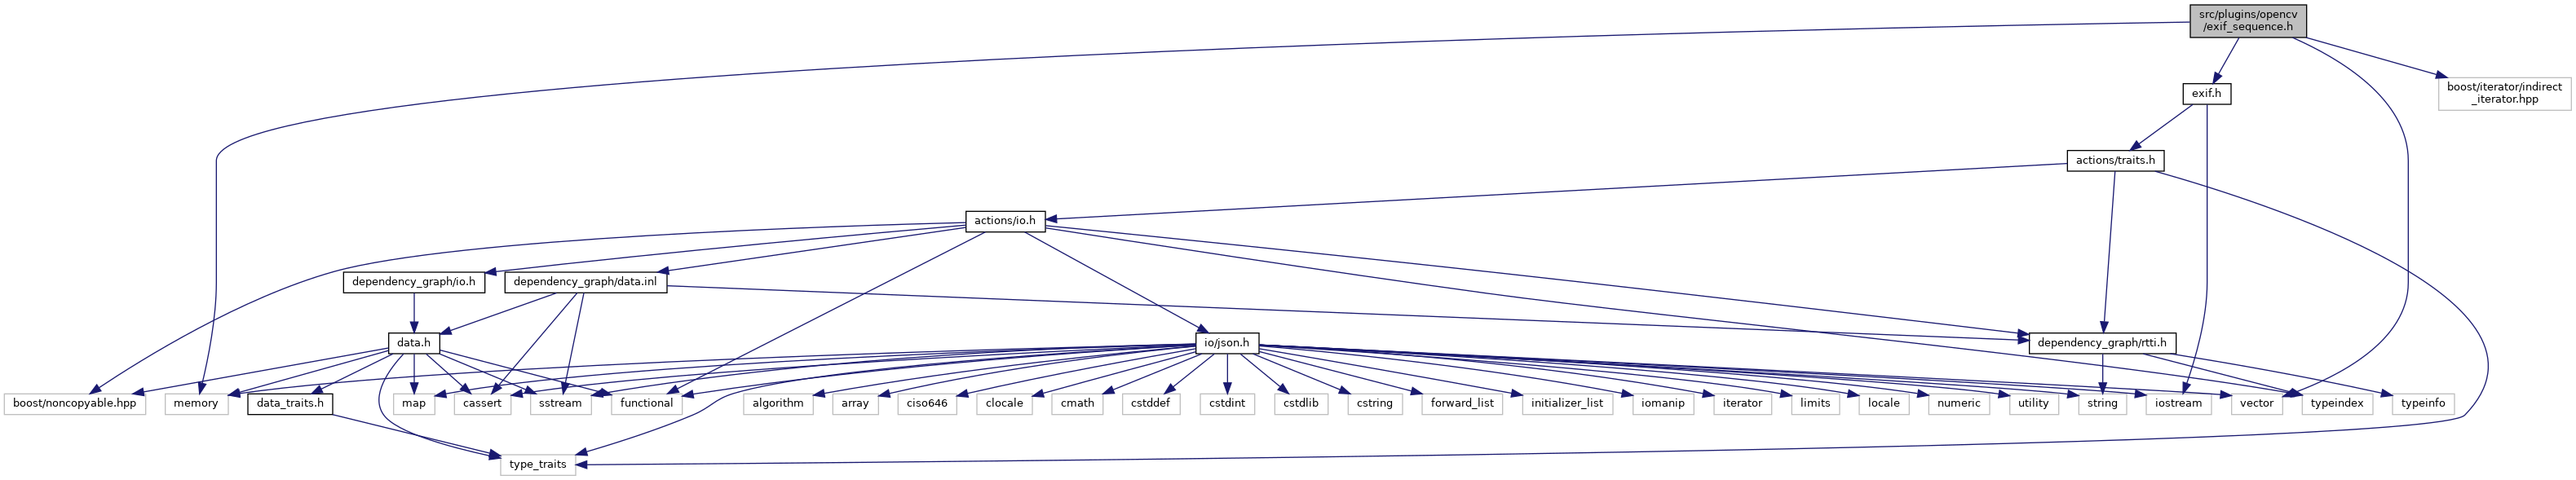 src/plugins/opencv
/exif_sequence.h
exif.h
boost/iterator/indirect
_iterator.hpp
actions/traits.h
actions/io.h
dependency_graph/io.h
dependency_graph/data.inl
data.h
io/json.h
dependency_graph/rtti.h
boost/noncopyable.hpp
memory
data_traits.h
map
cassert
sstream
functional
algorithm
array
ciso646
clocale
cmath
cstddef
cstdint
cstdlib
cstring
forward_list
initializer_list
iomanip
iterator
limits
locale
numeric
utility
string
iostream
vector
typeindex
typeinfo
type_traits